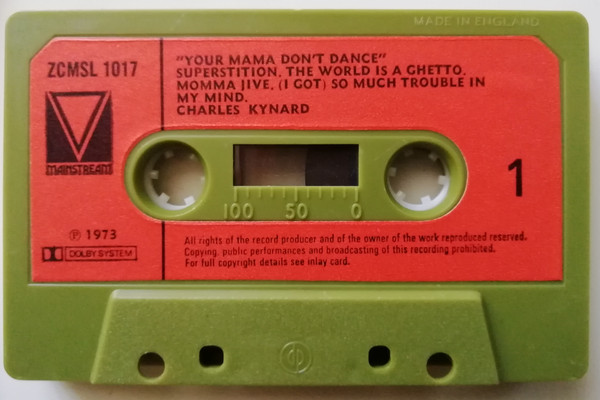 MADE IN ENGLAND
ZCMSL 1017
"YOUR MAMA DON'T DANCE"
SUPERSTITION, THE WORLD IS A GHETTO,
MOMMA JIVE, (I GOT) SO MUCH TROUBLE IN
MY MIND.
CHARLES KYNARD
MAINSTREAM
1
100 50 0
℗ 1973
DOLBY SYSTEM
All rights of the record producer and of the owner of the work reproduced reserved.
Copying, public performances and broadcasting of this recording prohibited.
For full copyright details see inlay card.